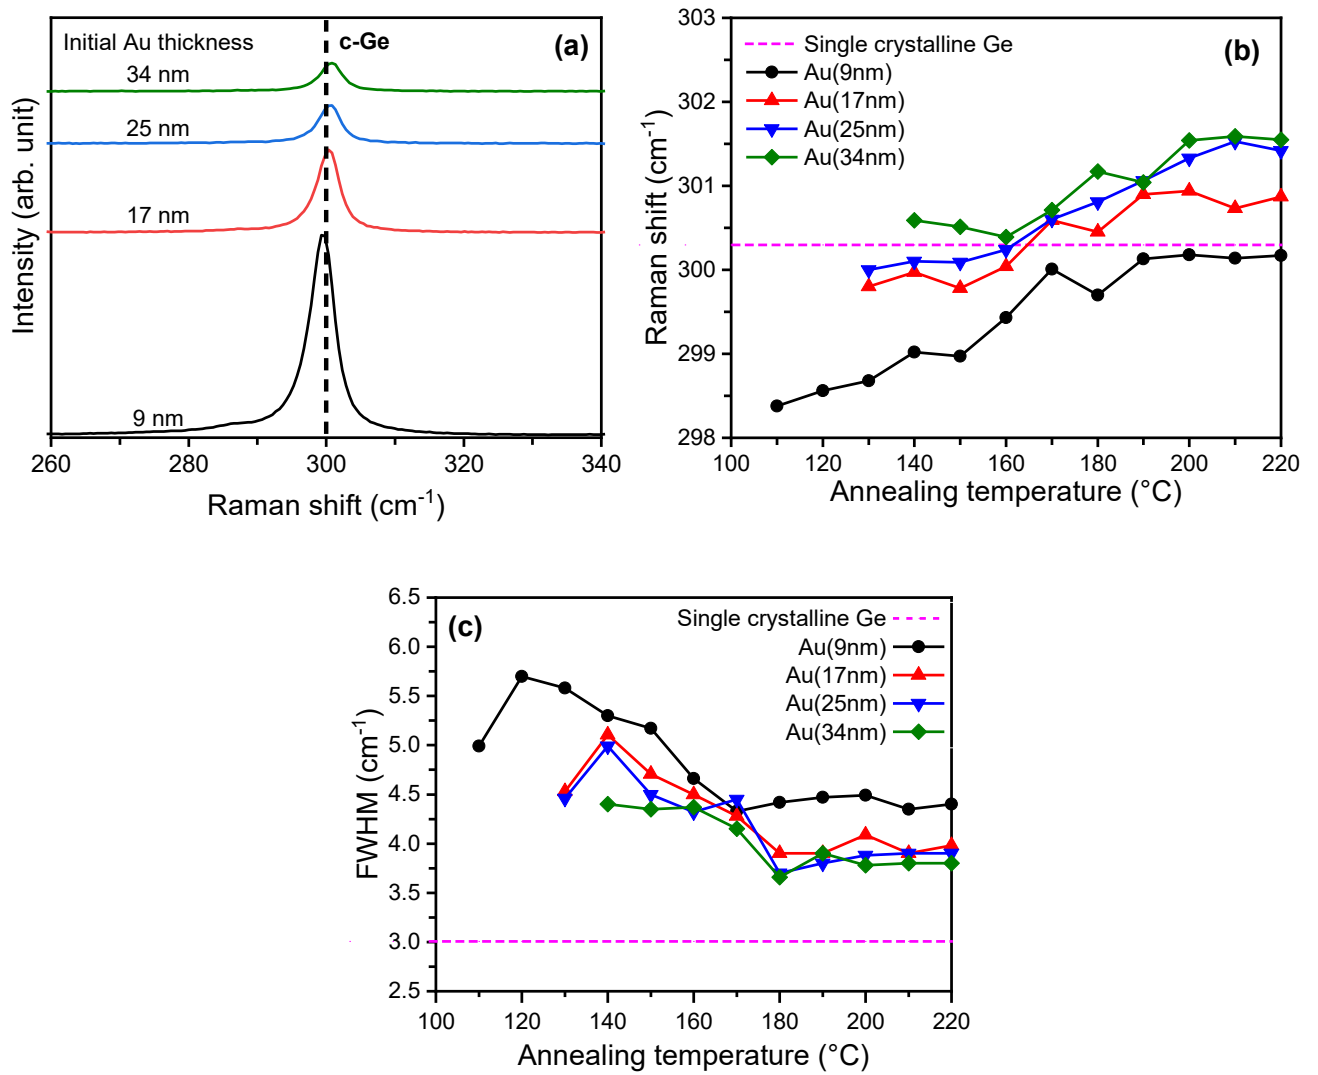 Initial Au thickness
c-Ge
(a)
34 nm
25 nm
17 nm
9 nm
Intensity (arb. unit)
260
280
300
320
340
Raman shift (cm⁻¹)
303
302
301
300
299
298
Raman shift (cm⁻¹)
(b)
Single crystalline Ge
Au(9nm)
Au(17nm)
Au(25nm)
Au(34nm)
100
120
140
160
180
200
220
Annealing temperature (°C)
6.5
6.0
5.5
5.0
4.5
4.0
3.5
3.0
2.5
FWHM (cm⁻¹)
(c)
Single crystalline Ge
Au(9nm)
Au(17nm)
Au(25nm)
Au(34nm)
100
120
140
160
180
200
220
Annealing temperature (°C)